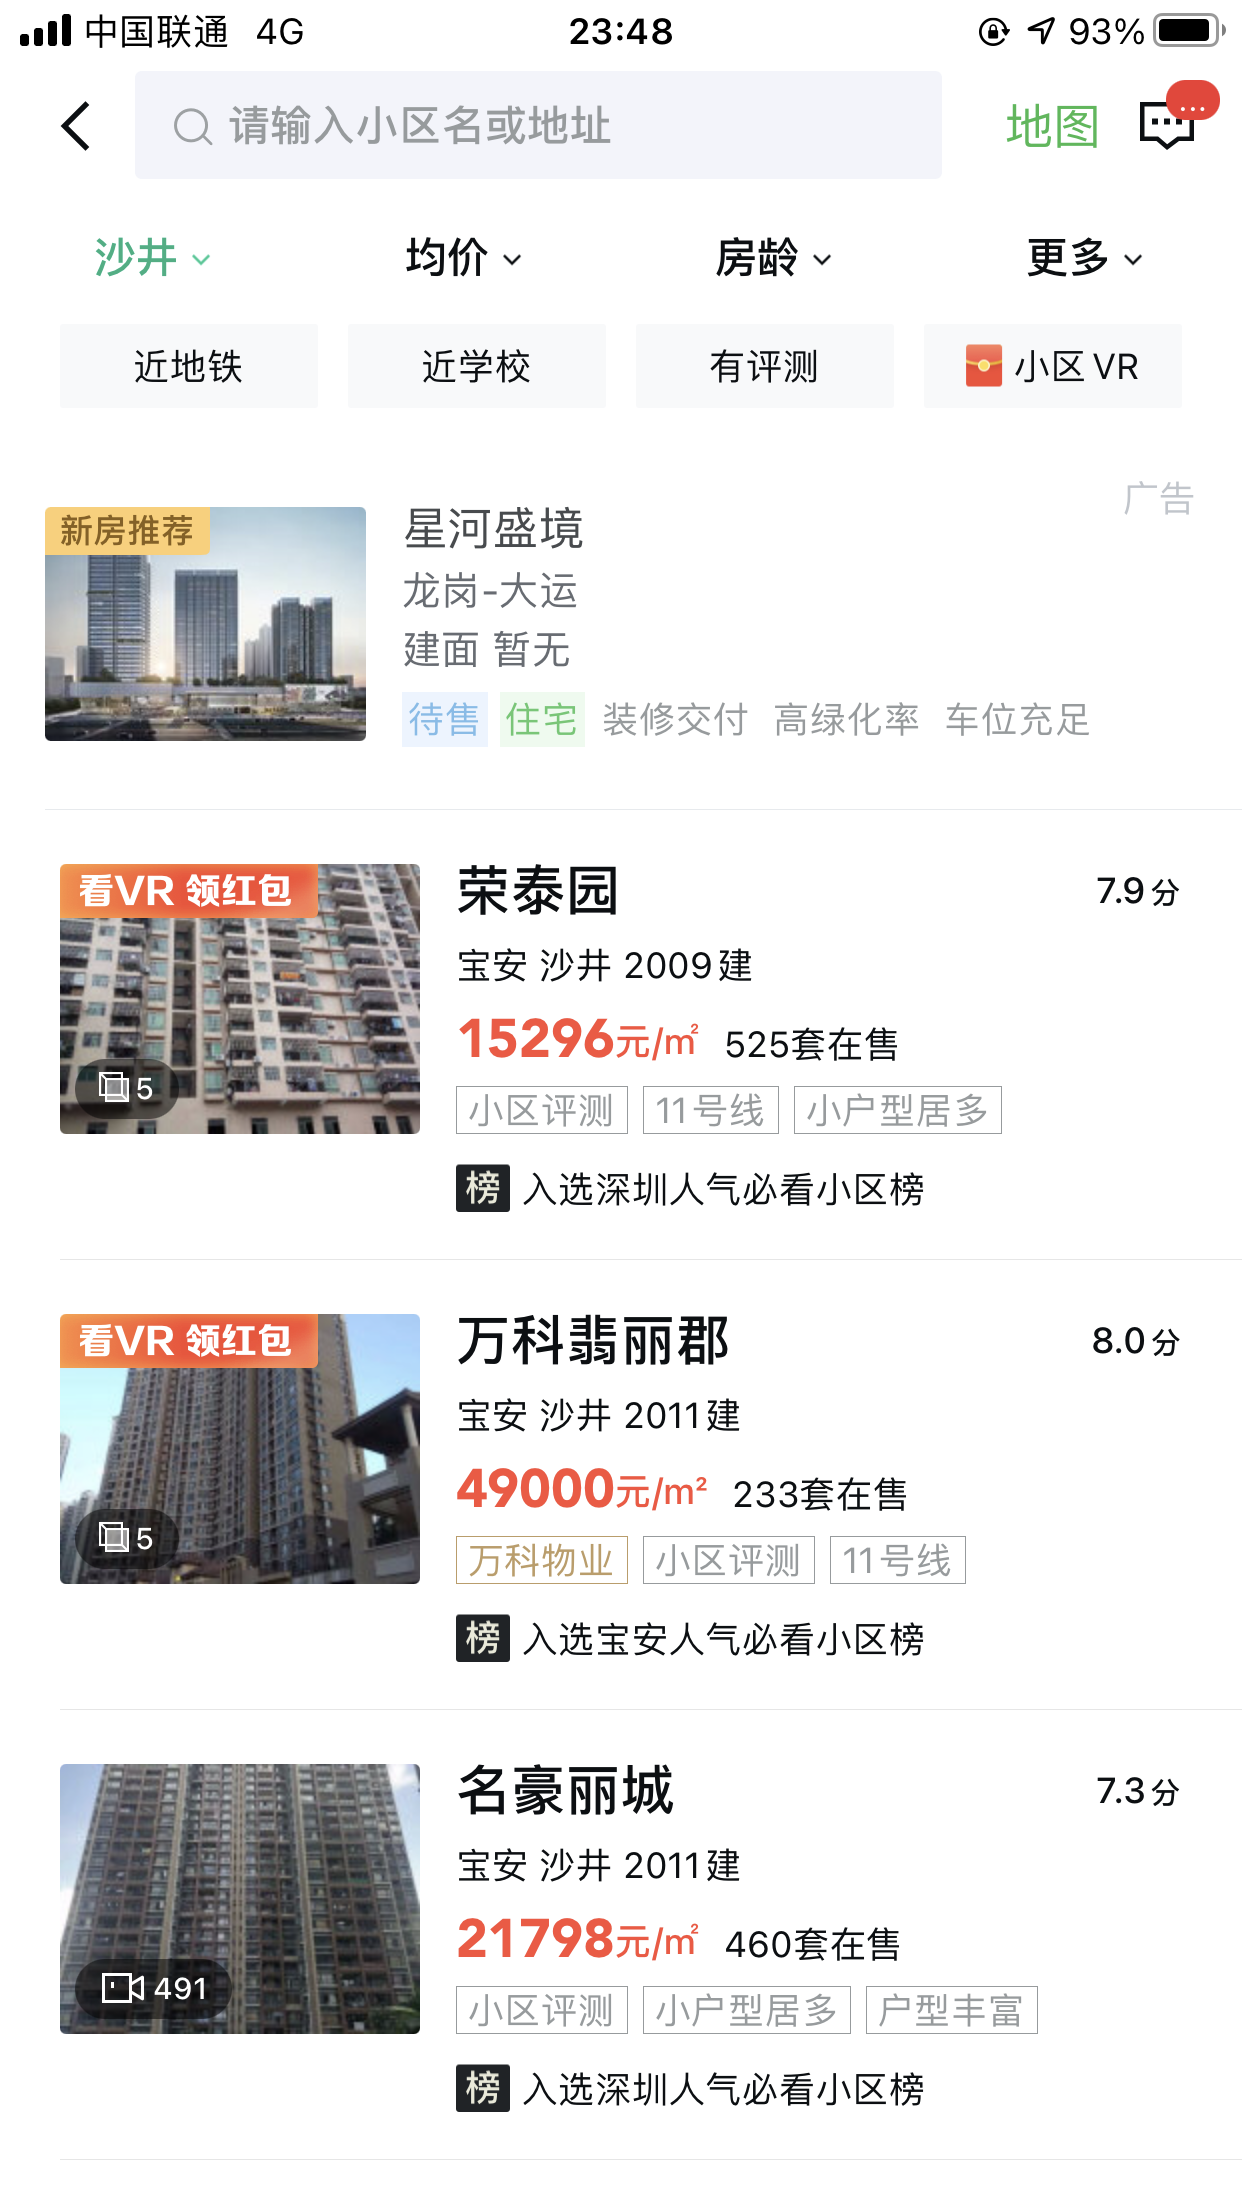 中国联通 4G 23:48 93%
请输入小区名或地址 地图 ...
沙井 均价 房龄 更多
近地铁 近学校 有评测 小区VR
广告
新房推荐
星河盛境
龙岗-大运
建面 暂无
待售 住宅 装修交付 高绿化率 车位充足
看VR 领红包
5
荣泰园 7.9分
宝安 沙井 2009建
15296元/㎡ 525套在售
小区评测 11号线 小户型居多
榜 入选深圳人气必看小区榜
看VR 领红包
5
万科翡丽郡 8.0分
宝安 沙井 2011建
49000元/m² 233套在售
万科物业 小区评测 11号线
榜 入选宝安人气必看小区榜
491
名豪丽城 7.3分
宝安 沙井 2011建
21798元/㎡ 460套在售
小区评测 小户型居多 户型丰富
榜 入选深圳人气必看小区榜